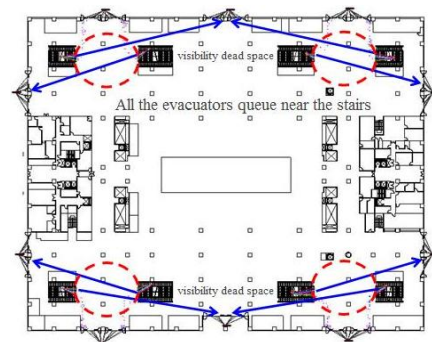 visibility dead space
All the evacuators queue near the stairs
visibility dead space